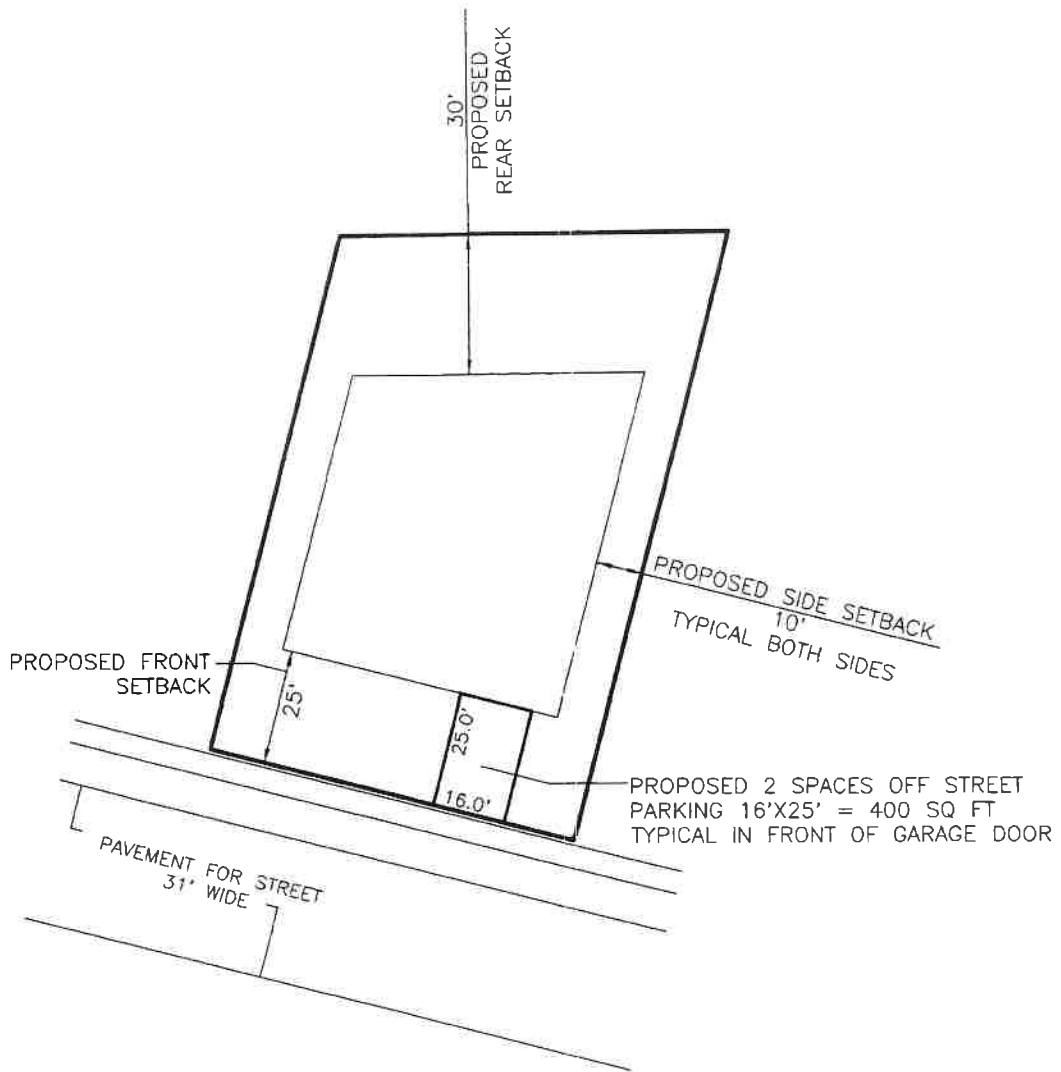 30'
PROPOSED
REAR SETBACK
PROPOSED SIDE SETBACK
10'
TYPICAL BOTH SIDES
PROPOSED FRONT
SETBACK
25'
25.0'
16.0'
PROPOSED 2 SPACES OFF STREET
PARKING 16'X25' = 400 SQ FT
TYPICAL IN FRONT OF GARAGE DOOR
PAVEMENT FOR STREET
31' WIDE